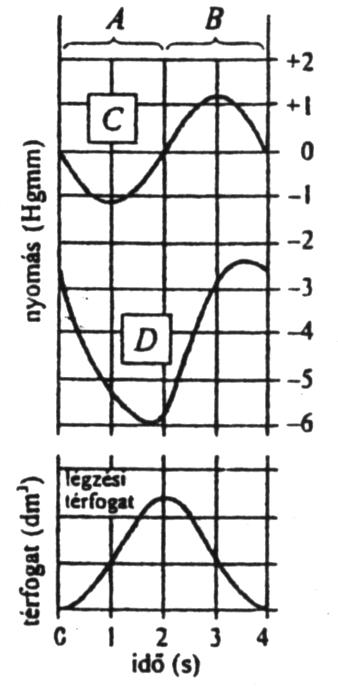 A B
+2
+1
C
0
-1
-2
-3
D
-4
-5
-6
nyomás (Hgmm)
légzési
térfogat
térfogat (dm³)
0 1 2 3 4
idő (s)